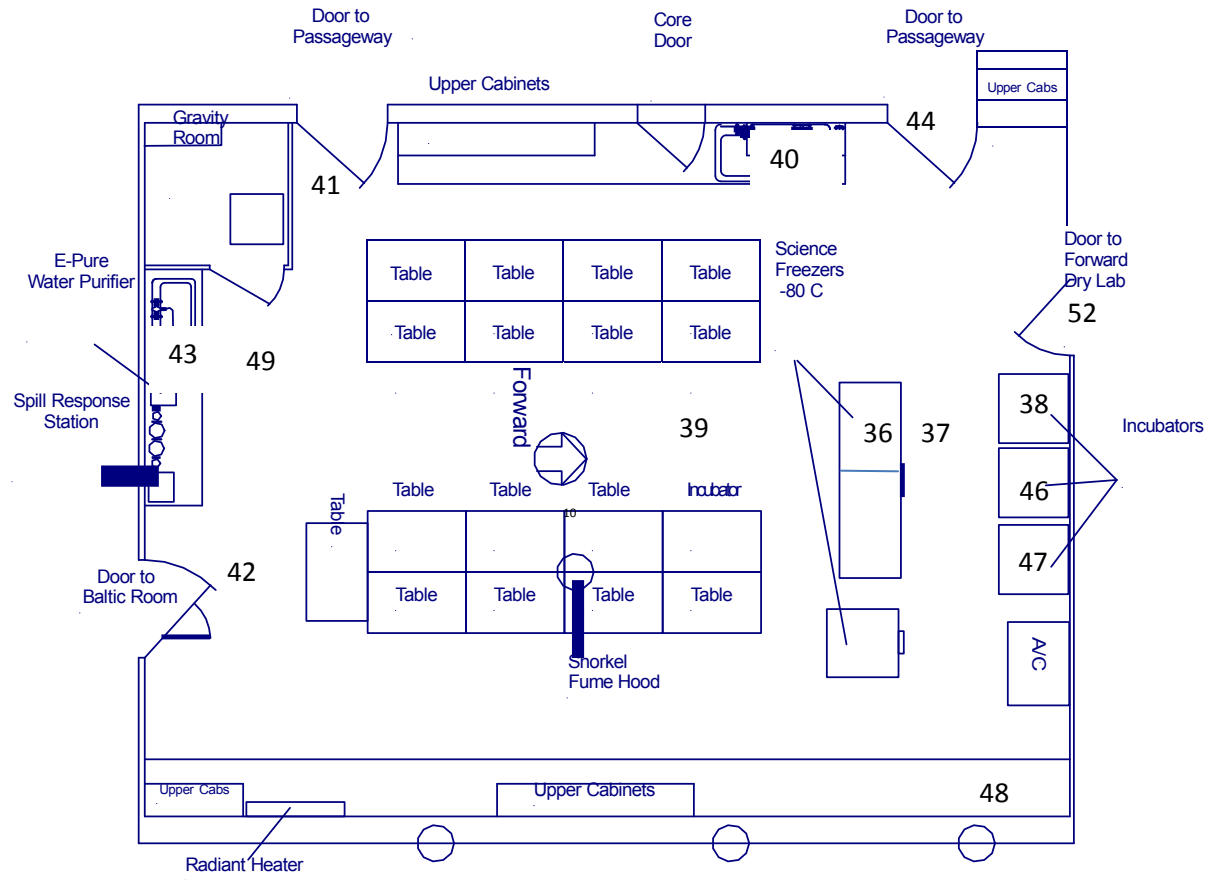 Door to
Passageway
Core
Door
Door to
Passageway
Upper Cabinets
Upper Cabs
Gravity
Room
44
40
41
E-Pure
Water Purifier
Table
Table
Table
Table
Science
Freezers
-80 C
Door to
Forward
Dry Lab
52
Table
Table
Table
Table
43
49
Spill Response
Station
Forward
39
36
37
38
Incubators
46
47
Table
Table
Table
Table
Incubator
10
Door to
Baltic Room
42
Table
Table
Table
Table
Snorkel
Fume Hood
A/C
Upper Cabs
Upper Cabinets
48
Radiant Heater